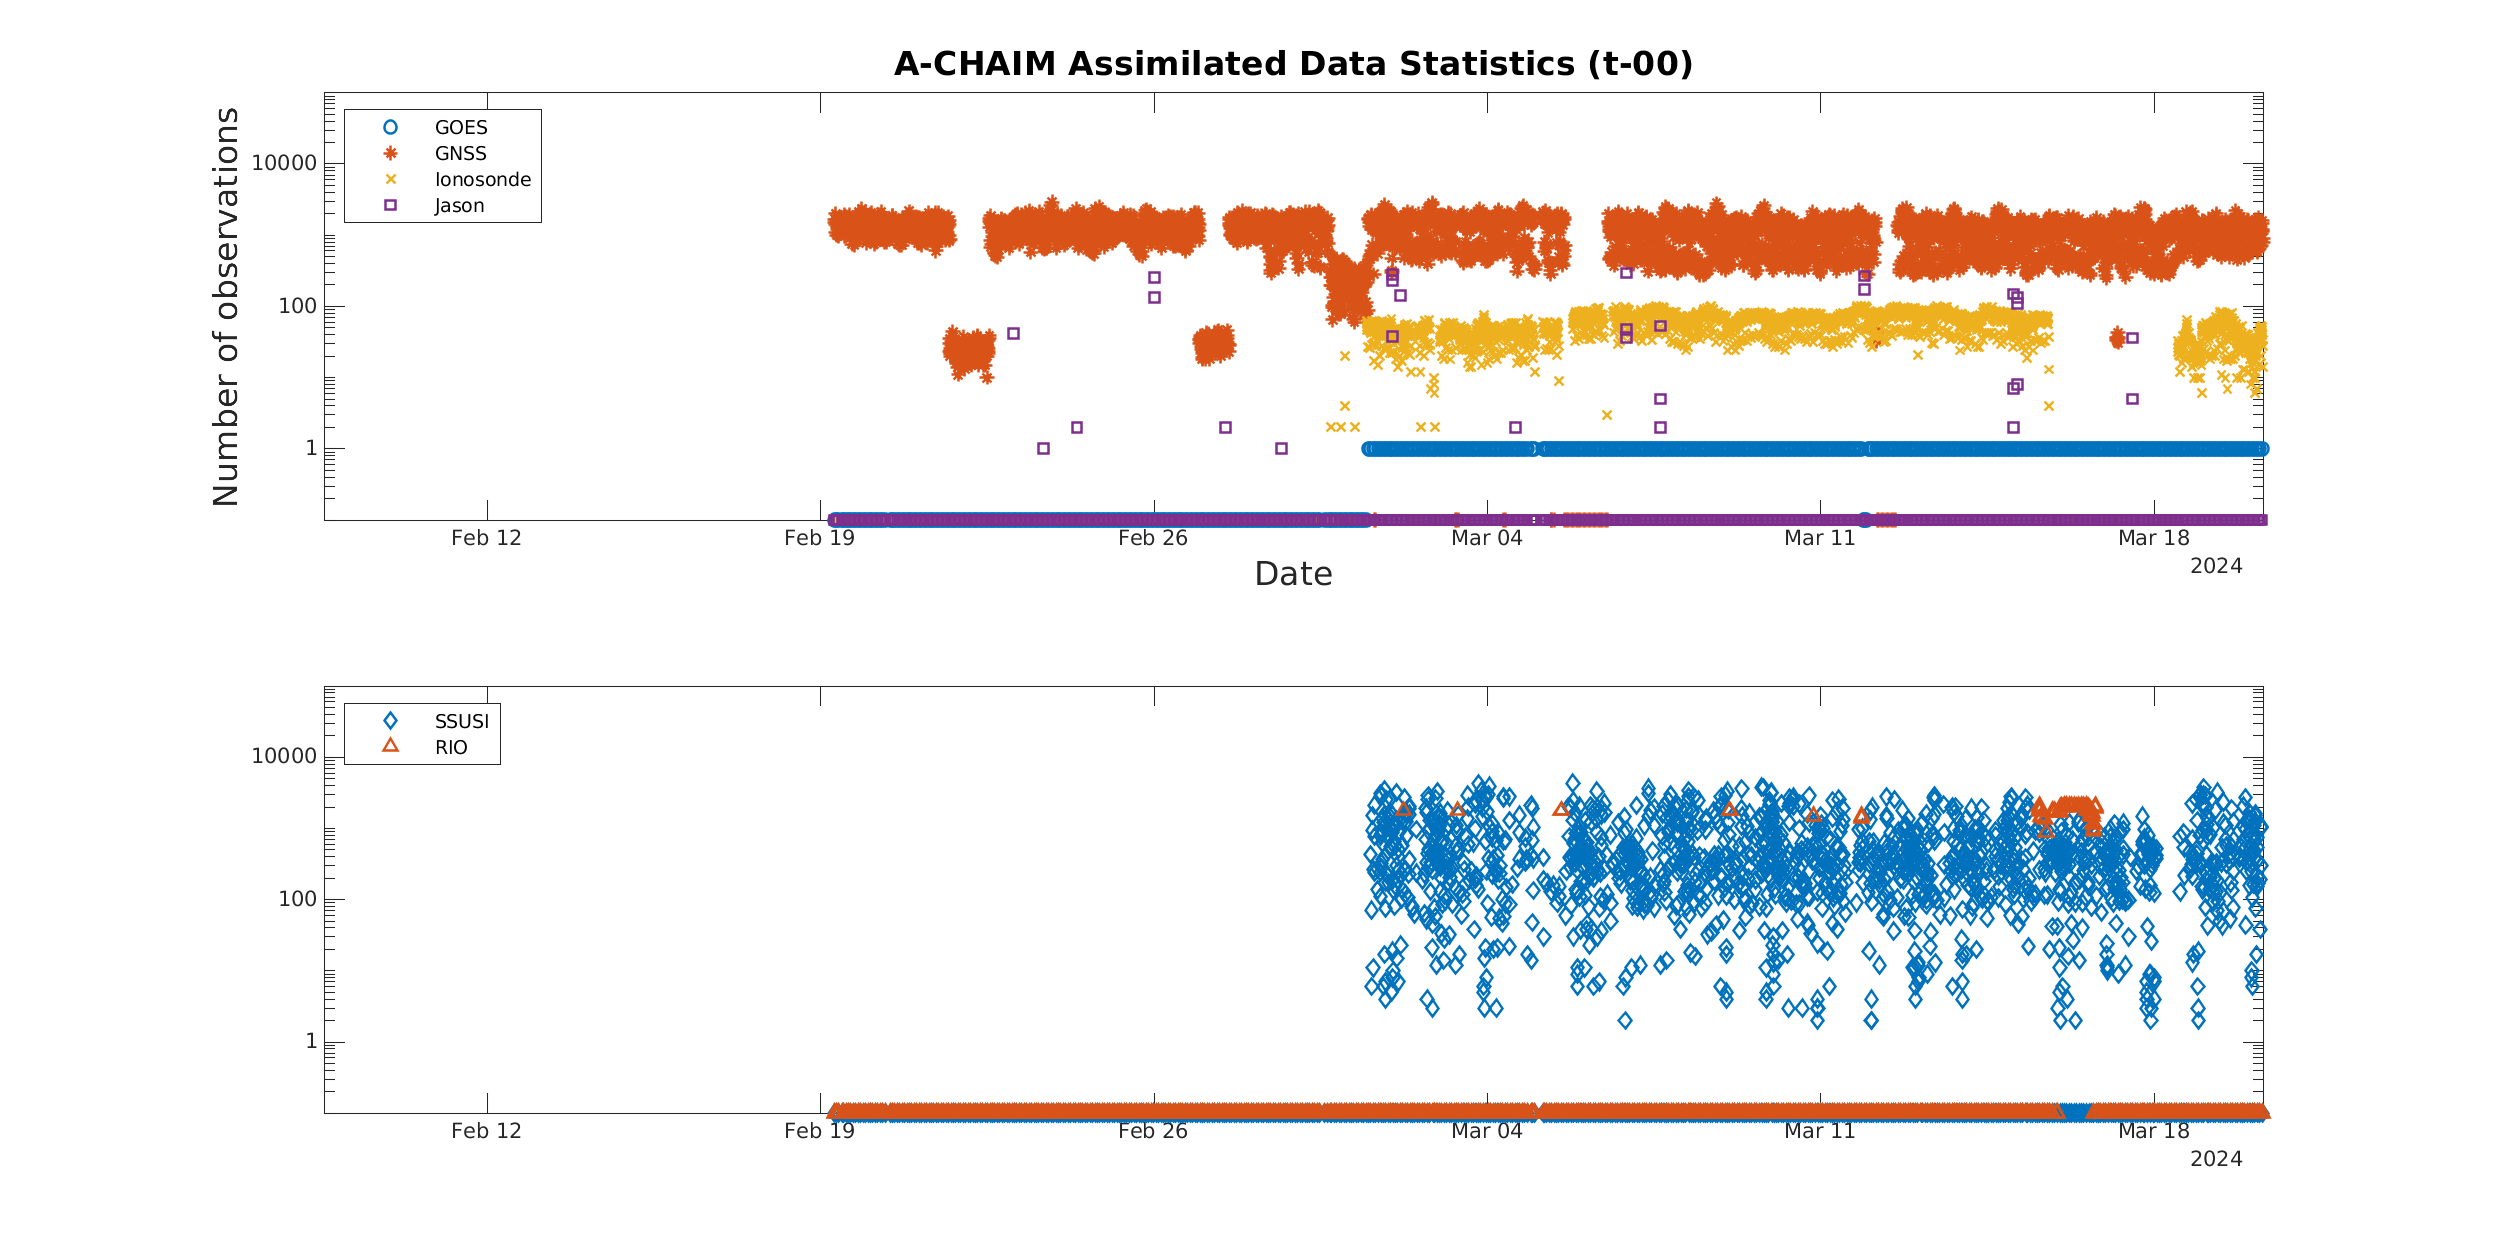 A-CHAIM Assimilated Data Statistics (t-00)
Number of observations
10000
100
1
GOES
GNSS
Ionosonde
Jason
Feb 12
Feb 19
Feb 26
Mar 04
Mar 11
Mar 18
2024
Date
10000
100
1
SSUSI
RIO
Feb 12
Feb 19
Feb 26
Mar 04
Mar 11
Mar 18
2024